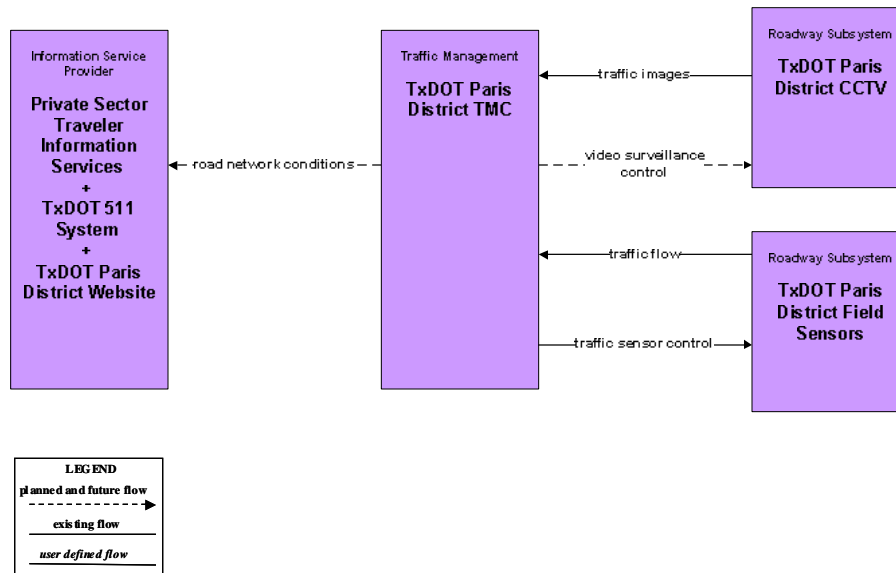 Information Service
Provider
Private Sector
Traveler
Information
Services
+
TxDOT 511
System
+
TxDOT Paris
District Website
road network conditions
Traffic Management
TxDOT Paris
District TMC
traffic images
video surveillance
control
traffic flow
traffic sensor control
Roadway Subsystem
TxDOT Paris
District CCTV
Roadway Subsystem
TxDOT Paris
District Field
Sensors
LEGEND
planned and future flow
existing flow
user defined flow